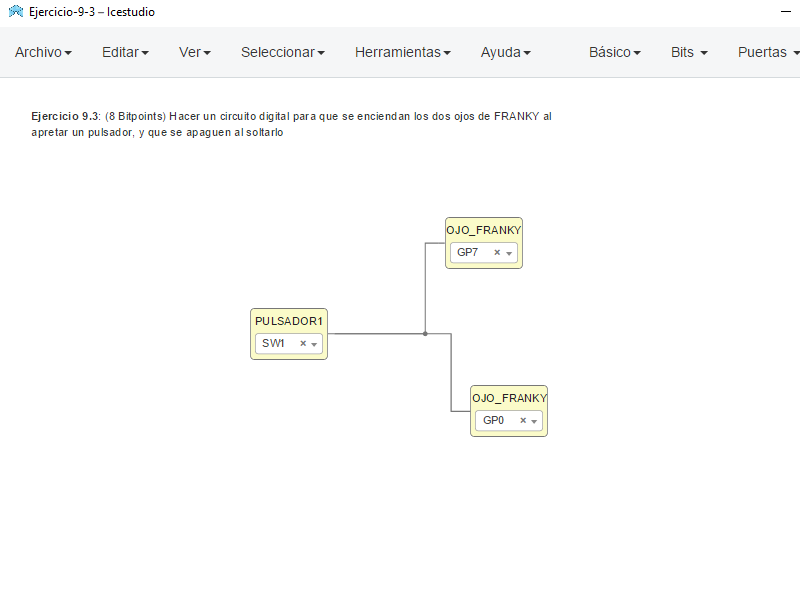 Ejercicio-9-3 – Icestudio
Archivo Editar Ver Seleccionar Herramientas Ayuda Básico Bits Puertas
Ejercicio 9.3: (8 Bitpoints) Hacer un circuito digital para que se enciendan los dos ojos de FRANKY al
apretar un pulsador, y que se apaguen al soltarlo
OJO_FRANKY
GP7
PULSADOR1
SW1
OJO_FRANKY
GP0